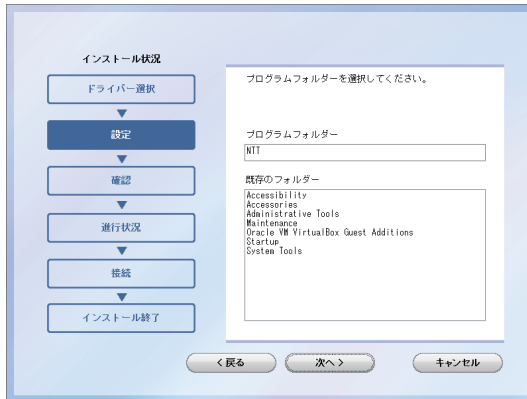 インストール状況
ドライバー選択
設定
確認
進行状況
接続
インストール終了
プログラムフォルダーを選択してください。
プログラムフォルダー
NTT
既存のフォルダー
Accessibility
Accessories
Administrative Tools
Maintenance
Oracle VM VirtualBox Guest Additions
Startup
System Tools
< 戻る
次へ >
キャンセル